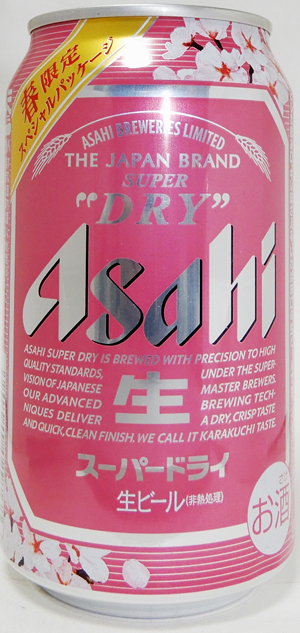 春限定
スペシャルパッケージ
ASAHI BREWERIES LIMITED
THE JAPAN BRAND
SUPER
"DRY"
Asahi
ASAHI SUPER DRY IS BREWED WITH PRECISION TO HIGH
QUALITY STANDARDS, UNDER THE SUPER-
VISION OF JAPANESE MASTER BREWERS.
OUR ADVANCED BREWING TECH-
NIQUES DELIVER A DRY, CRISP TASTE
AND QUICK, CLEAN FINISH. WE CALL IT KARAKUCHI TASTE.
生
スーパードライ
生ビール(非熱処理)
お酒